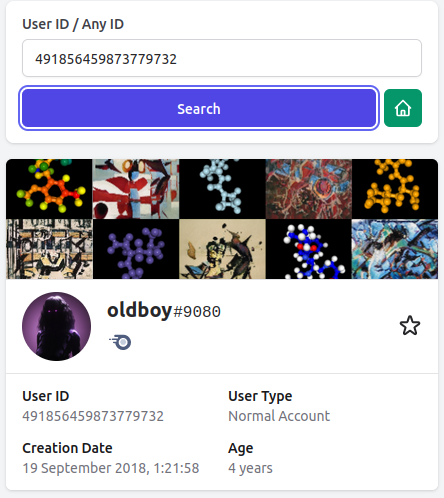 User ID / Any ID
491856459873779732
Search
oldboy#9080
User ID
491856459873779732
User Type
Normal Account
Creation Date
19 September 2018, 1:21:58
Age
4 years